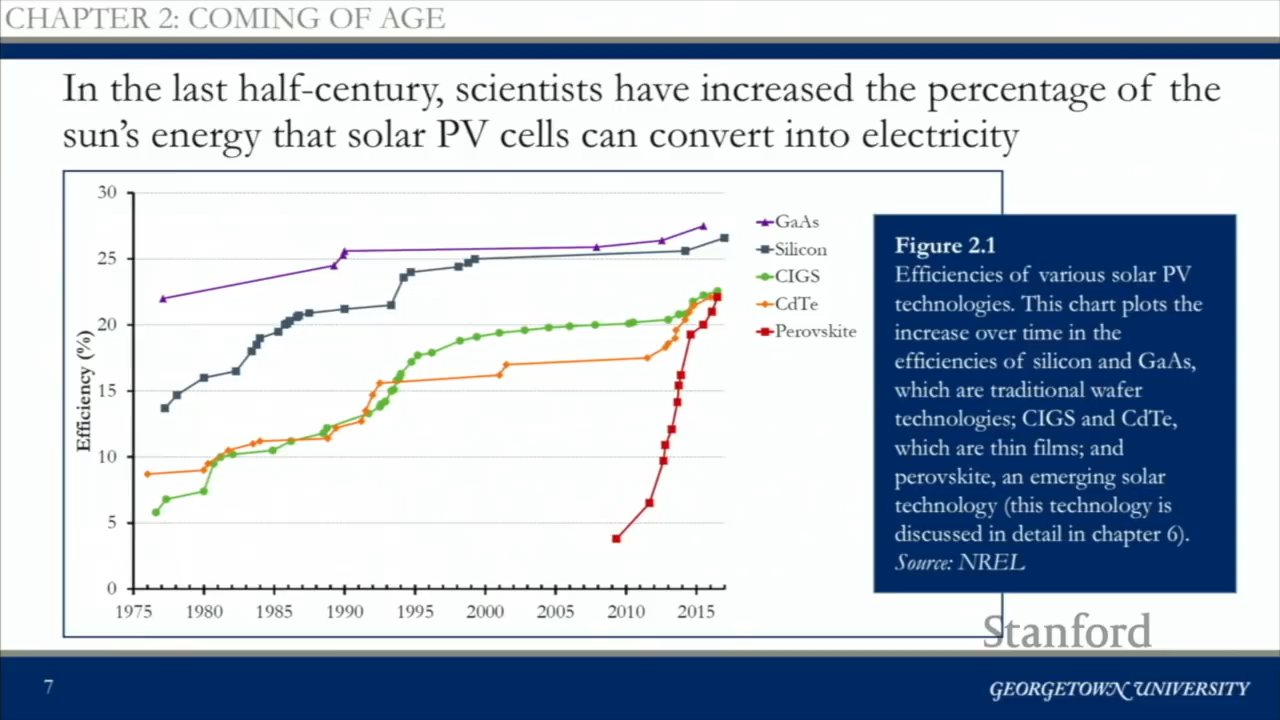 CHAPTER 2: COMING OF AGE
In the last half-century, scientists have increased the percentage of the
sun's energy that solar PV cells can convert into electricity
30
25
20
15
10
5
0
Efficiency (%)
1975 1980 1985 1990 1995 2000 2005 2010 2015
GaAs
Silicon
CIGS
CdTe
Perovskite
Figure 2.1
Efficiencies of various solar PV
technologies. This chart plots the
increase over time in the
efficiencies of silicon and GaAs,
which are traditional wafer
technologies; CIGS and CdTe,
which are thin films; and
perovskite, an emerging solar
technology (this technology is
discussed in detail in chapter 6).
Source: NREL
Stanford
7
GEORGETOWN UNIVERSITY